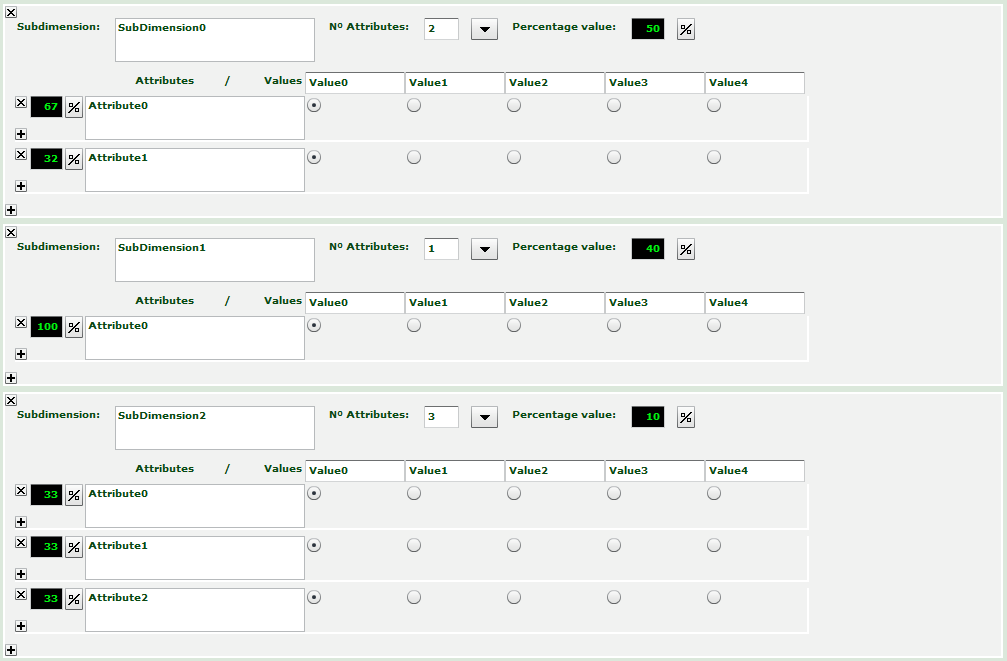 Subdimension: SubDimension0 Nº Attributes: 2 Percentage value: 50 %
Attributes / Values Value0 Value1 Value2 Value3 Value4
67 % Attribute0
32 % Attribute1
Subdimension: SubDimension1 Nº Attributes: 1 Percentage value: 40 %
Attributes / Values Value0 Value1 Value2 Value3 Value4
100 % Attribute0
Subdimension: SubDimension2 Nº Attributes: 3 Percentage value: 10 %
Attributes / Values Value0 Value1 Value2 Value3 Value4
33 % Attribute0
33 % Attribute1
33 % Attribute2